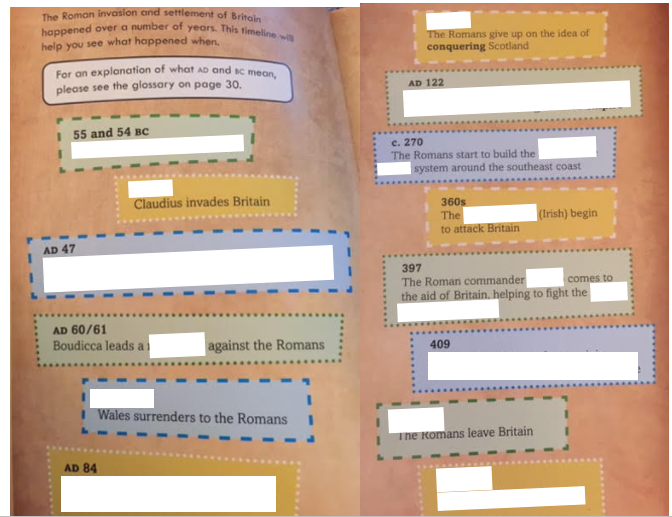 The Roman invasion and settlement of Britain
happened over a number of years. This timeline will
help you see what happened when.
For an explanation of what AD and BC mean,
please see the glossary on page 30.
55 and 54 BC
Claudius invades Britain
AD 47
AD 60/61
Boudicca leads a against the Romans
Wales surrenders to the Romans
AD 84
The Romans give up on the idea of
conquering Scotland
AD 122
c. 270
The Romans start to build the
system around the southeast coast
360s
The (Irish) begin
to attack Britain
397
The Roman commander comes to
the aid of Britain, helping to fight the
409
The Romans leave Britain